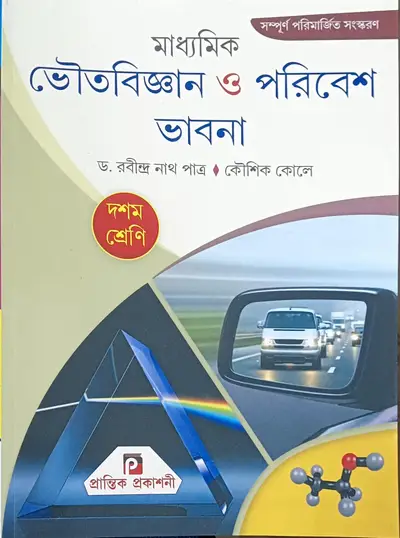 সম্পূর্ণ পরিমার্জিত সংস্করণ
মাধ্যমিক
ভৌতবিজ্ঞান ও পরিবেশ
ভাবনা
ড. রবীন্দ্র নাথ পাত্র ♦ কৌশিক কোলে
দশম
শ্রেণি
P
প্রান্তিক প্রকাশনী